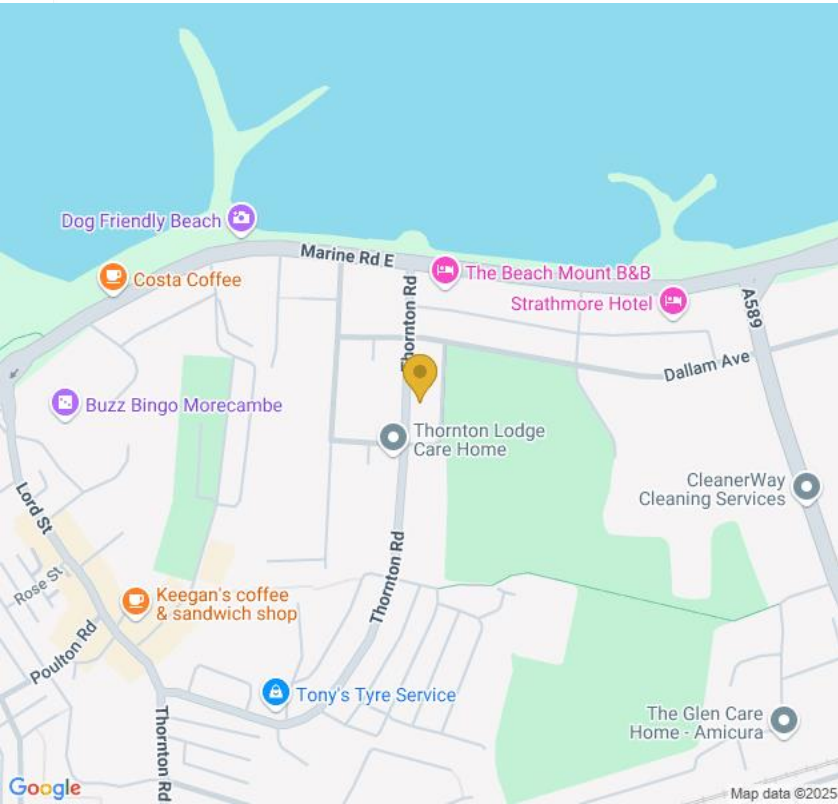 Dog Friendly Beach
Marine Rd E
Costa Coffee
The Beach Mount B&B
Strathmore Hotel
A589
Thornton Rd
Dallam Ave
Buzz Bingo Morecambe
Thornton Lodge
Care Home
CleanerWay
Cleaning Services
Lord St
Rose St
Thornton Rd
Keegan's coffee
& sandwich shop
Poulton Rd
Tony's Tyre Service
The Glen Care
Home - Amicura
Thornton Rd
Google
Map data ©2025